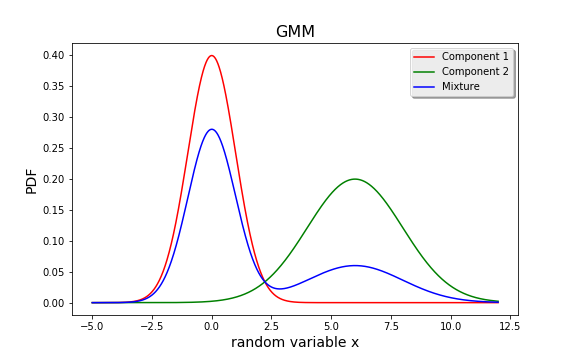 GMM
Component 1
Component 2
Mixture
PDF
0.40
0.35
0.30
0.25
0.20
0.15
0.10
0.05
0.00
−5.0 −2.5 0.0 2.5 5.0 7.5 10.0 12.5
random variable x